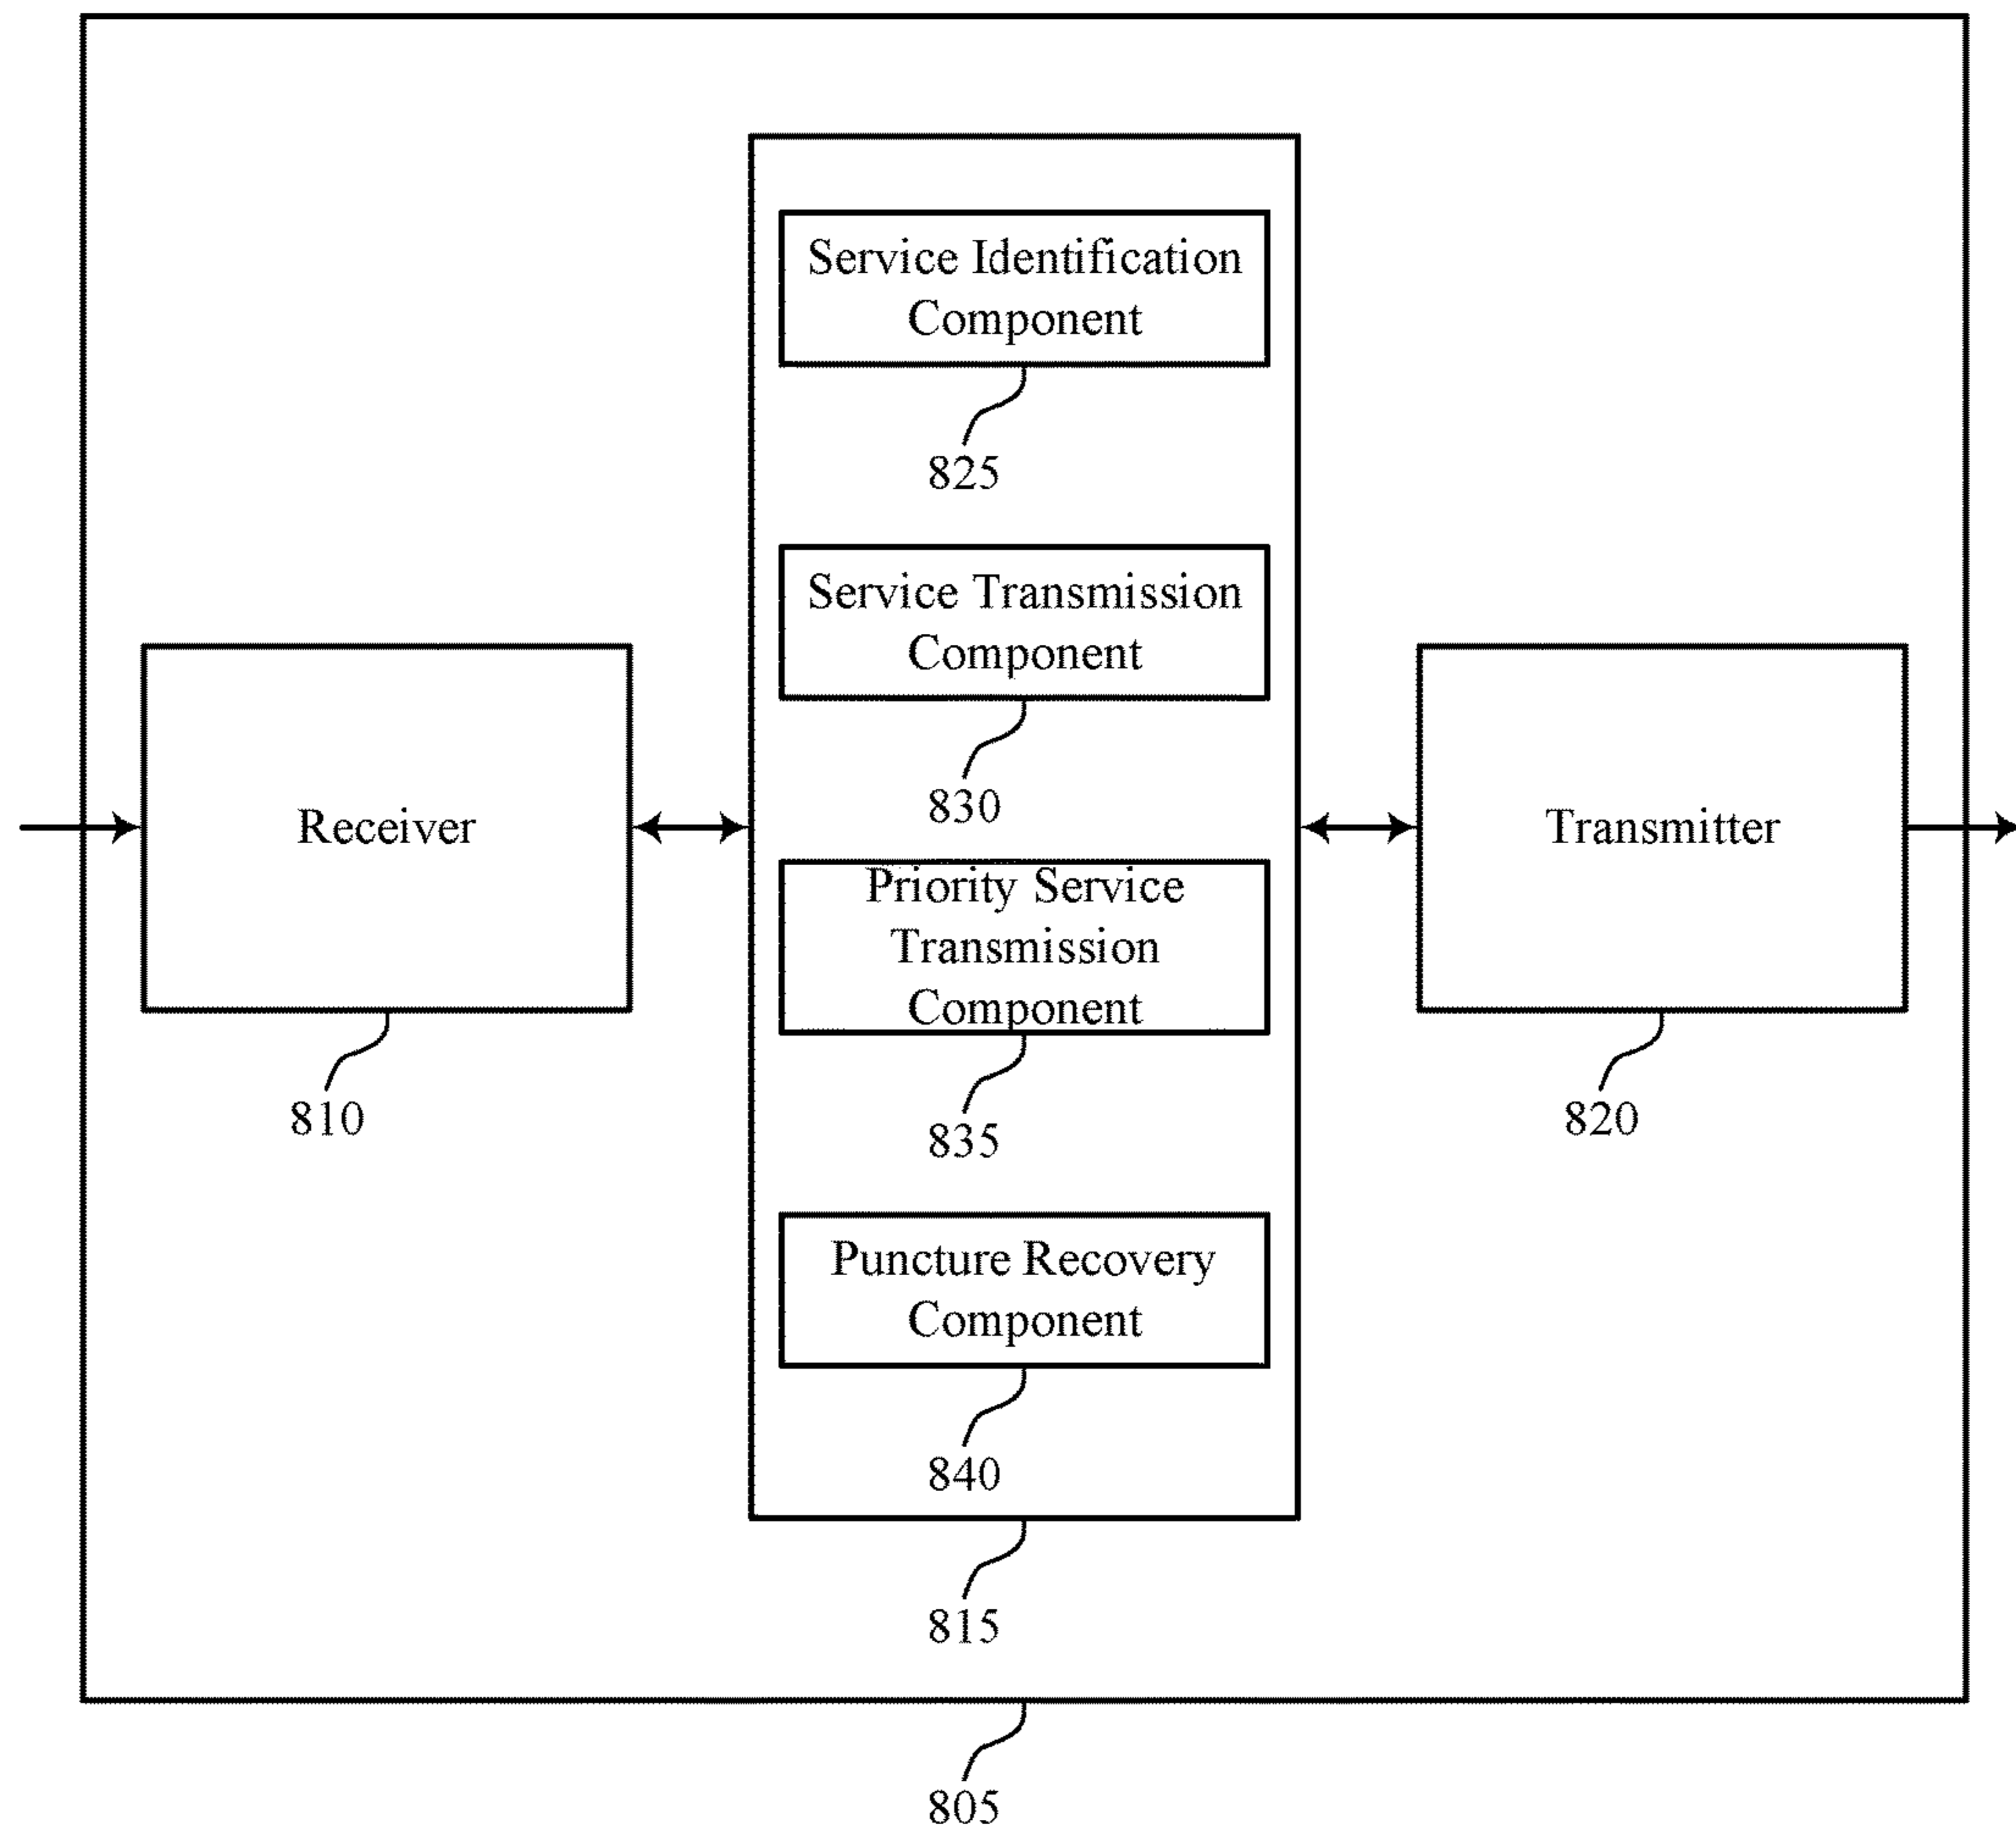 Service Identification
Component
825
Service Transmission
Component
830
Receiver
810
Priority Service
Transmission
Component
835
Transmitter
820
Puncture Recovery
Component
840
815
805